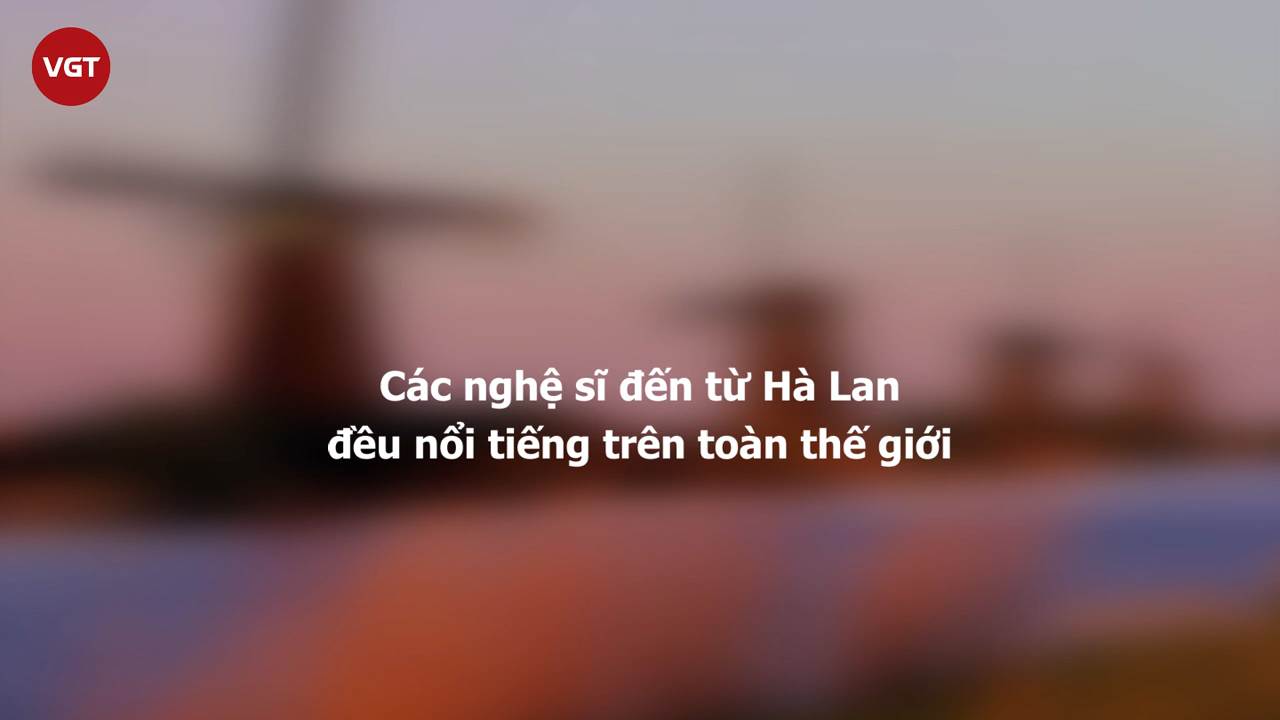 VGT
Các nghệ sĩ đến từ Hà Lan
đều nổi tiếng trên toàn thế giới